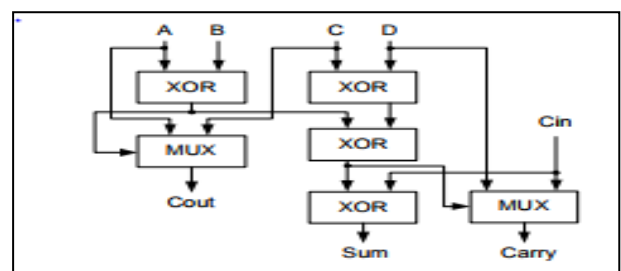 A B C D
XOR XOR
Cin
XOR
MUX
Cout XOR MUX
Sum Carry